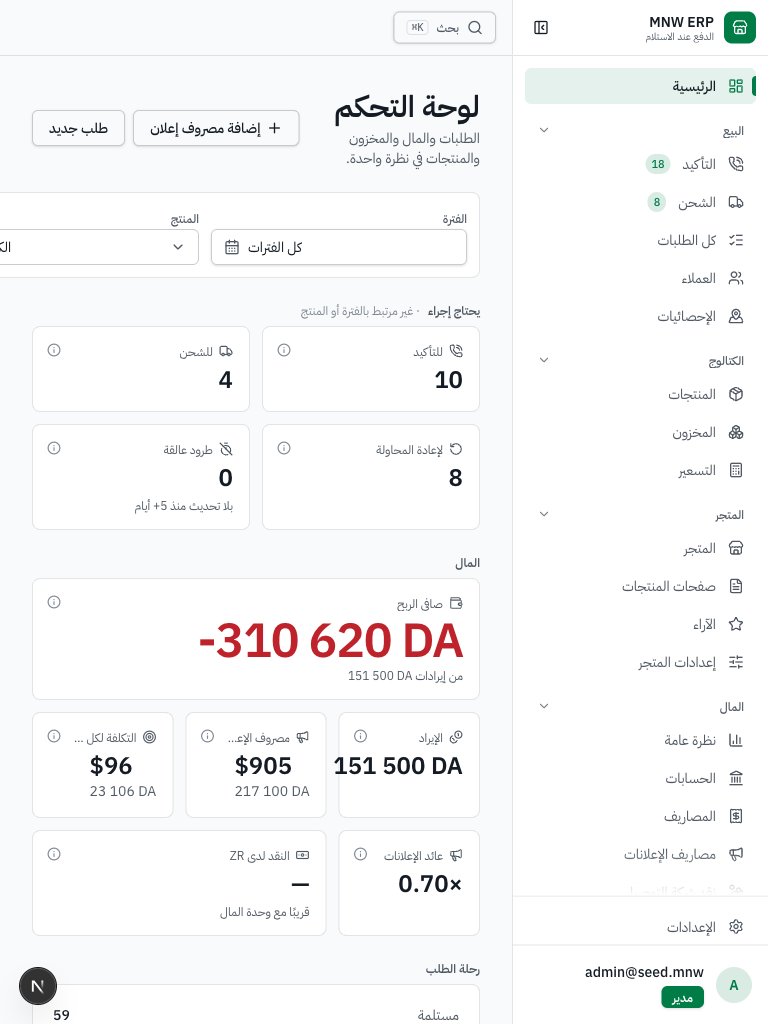 MNW ERP
الدفع عند الاستلام
الرئيسية
البيع
التأكيد 18
الشحن 8
كل الطلبات
العملاء
الإحصائيات
الكتالوج
المنتجات
المخزون
التسعير
المتجر
المتجر
صفحات المنتجات
الآراء
إعدادات المتجر
المال
نظرة عامة
الحسابات
المصاريف
مصاريف الإعلانات
الإعدادات
A admin@seed.mnw
مدير
بحث ⌘K
لوحة التحكم
الطلبات والمال والمخزون
والمنتجات في نظرة واحدة.
إضافة مصروف إعلان
طلب جديد
الفترة
المنتج
كل الفترات
يحتاج إجراء · غير مرتبط بالفترة أو المنتج
للتأكيد
10
للشحن
4
لإعادة المحاولة
8
طرود عالقة
0
بلا تحديث منذ 5+ أيام
المال
صافي الربح
-310 620 DA
من إيرادات 151 500 DA
الإيراد
151 500 DA
مصروف الإع...
$905
217 100 DA
التكلفة لكل ...
$96
23 106 DA
عائد الإعلانات
0.70×
النقد لدى ZR
—
قريبًا مع وحدة المال
رحلة الطلب
مستلمة 59
N